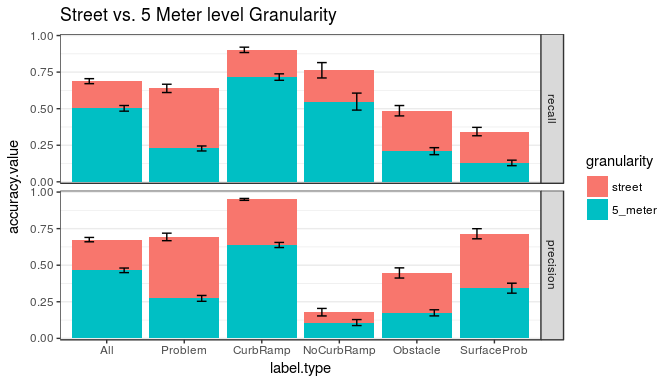 Street vs. 5 Meter level Granularity
accuracy.value
1.00
0.75
0.50
0.25
0.00
recall
1.00
0.75
0.50
0.25
0.00
precision
All Problem CurbRamp NoCurbRamp Obstacle SurfaceProb
label.type
granularity
street
5_meter